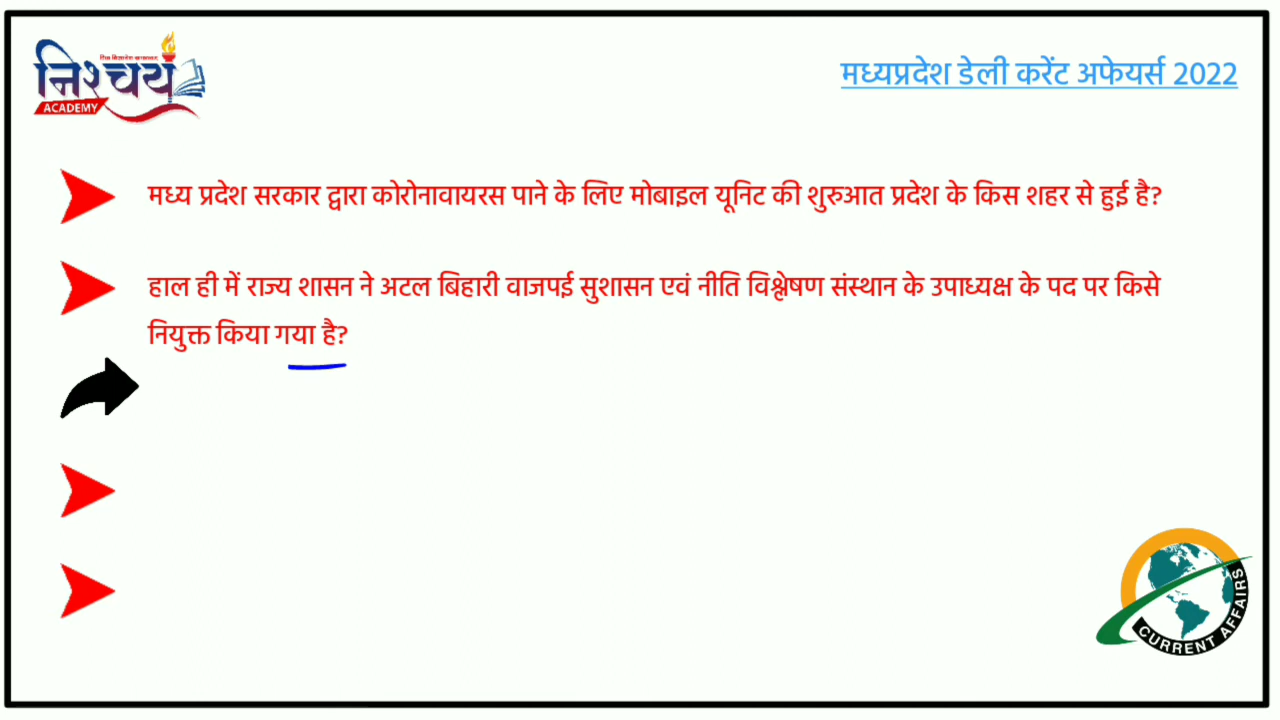 निश्चय
ACADEMY
मध्यप्रदेश डेली करेंट अफेयर्स 2022
मध्य प्रदेश सरकार द्वारा कोरोनावायरस पाने के लिए मोबाइल यूनिट की शुरुआत प्रदेश के किस शहर से हुई है?
हाल ही में राज्य शासन ने अटल बिहारी वाजपई सुशासन एवं नीति विश्लेषण संस्थान के उपाध्यक्ष के पद पर किसे
नियुक्त किया गया है?
CURRENT AFFAIRS